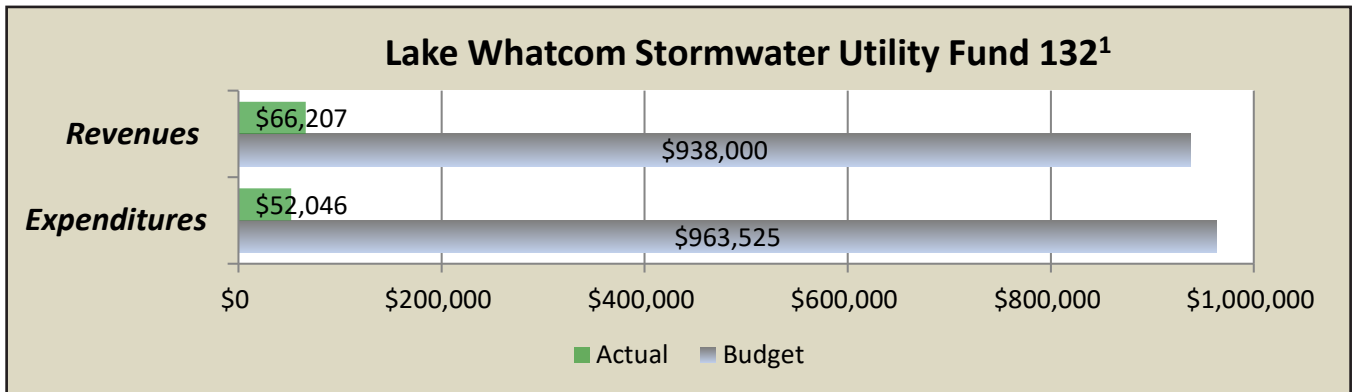 Lake Whatcom Stormwater Utility Fund 132¹
Revenues
$66,207
$938,000
Expenditures
$52,046
$963,525
$0 $200,000 $400,000 $600,000 $800,000 $1,000,000
Actual Budget